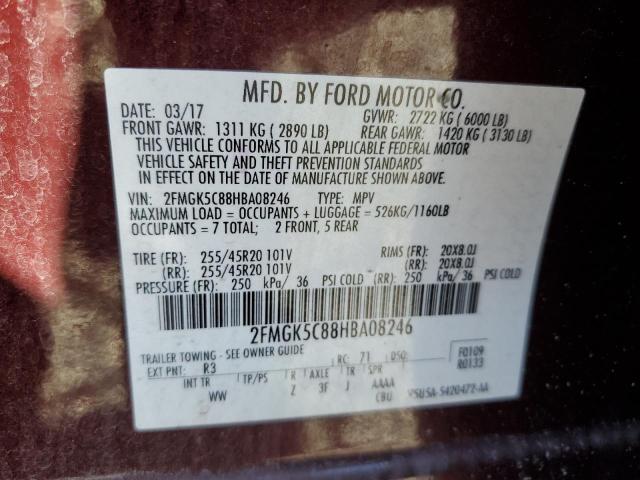 MFD. BY FORD MOTOR CO.
DATE: 03/17 GVWR: 2722 KG ( 6000 LB)
FRONT GAWR: 1311 KG ( 2890 LB) REAR GAWR: 1420 KG ( 3130 LB)
THIS VEHICLE CONFORMS TO ALL APPLICABLE FEDERAL MOTOR
VEHICLE SAFETY AND THEFT PREVENTION STANDARDS
IN EFFECT ON THE DATE OF MANUFACTURE SHOWN ABOVE.
VIN: 2FMGK5C88HBA08246 TYPE: MPV
MAXIMUM LOAD = OCCUPANTS + LUGGAGE = 526KG/1160LB
OCCUPANTS = 7 TOTAL; 2 FRONT, 5 REAR
TIRE (FR): 255/45R20 101V RIMS (FR): 20X8.0J
(RR): 255/45R20 101V (RR): 20X8.0J
PRESSURE (FR): 250 kPa/ 36 PSI COLD (RR): 250 kPa/ 36 PSI COLD
2FMGK5C88HBA08246
TRAILER TOWING - SEE OWNER GUIDE
EXT PNT: R3 RC: 71 DSO: F0109
R0133
INT TR TP/PS R AXLE TR SPR
WW 2 3F J AAAA
CBU 5U5A-5420472-AA